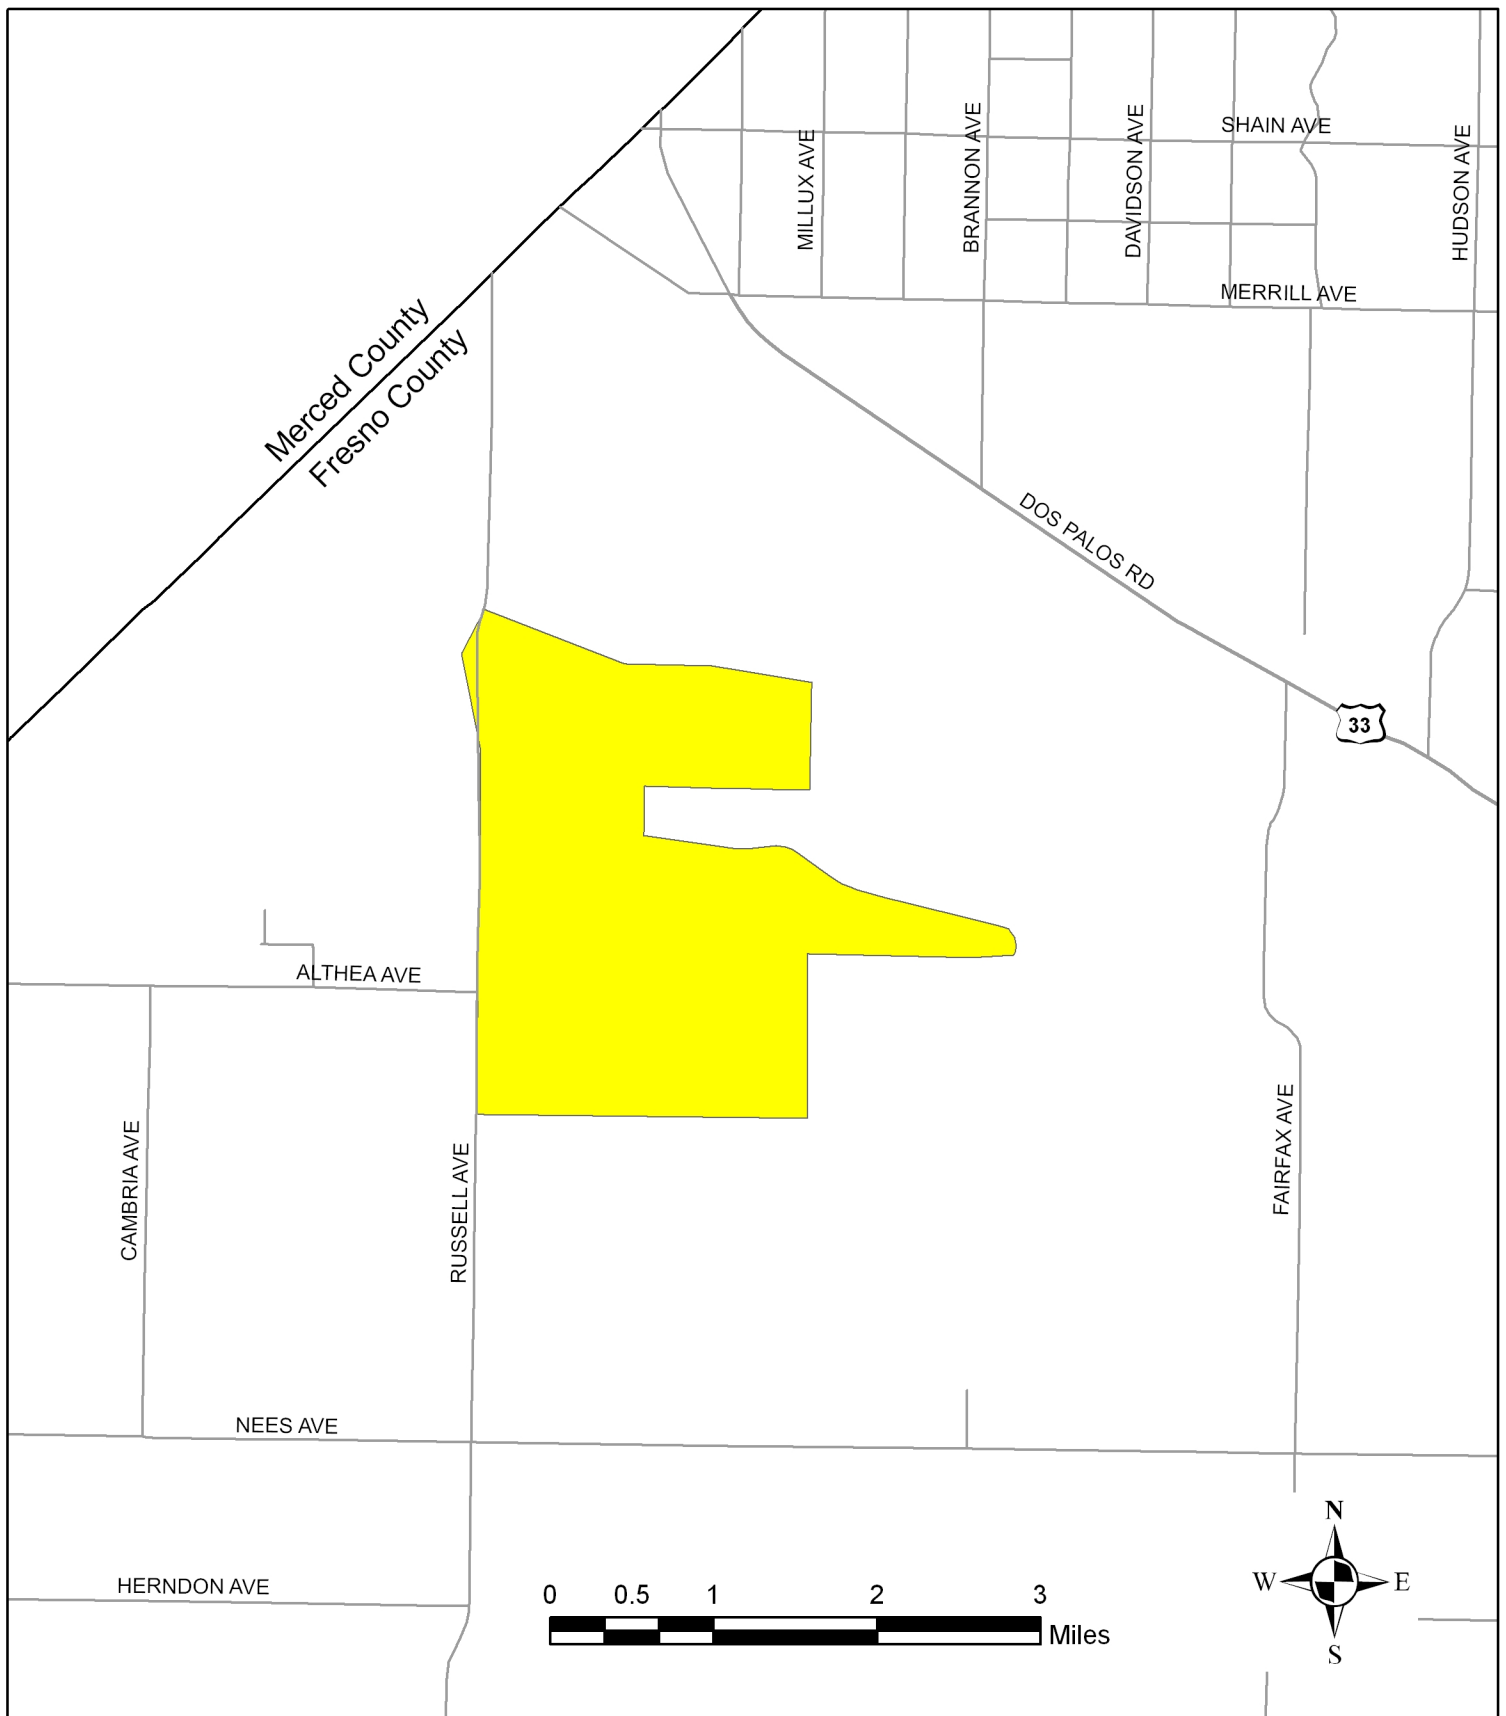 SHAIN AVE
MILLUX AVE
BRANNON AVE
DAVIDSON AVE
HUDSON AVE
MERRILL AVE
Merced County
Fresno County
DOS PALOS RD
33
ALTHEA AVE
CAMBRIA AVE
RUSSELL AVE
FAIRFAX AVE
NEES AVE
HERNDON AVE
0 0.5 1 2 3
Miles
N
W E
S